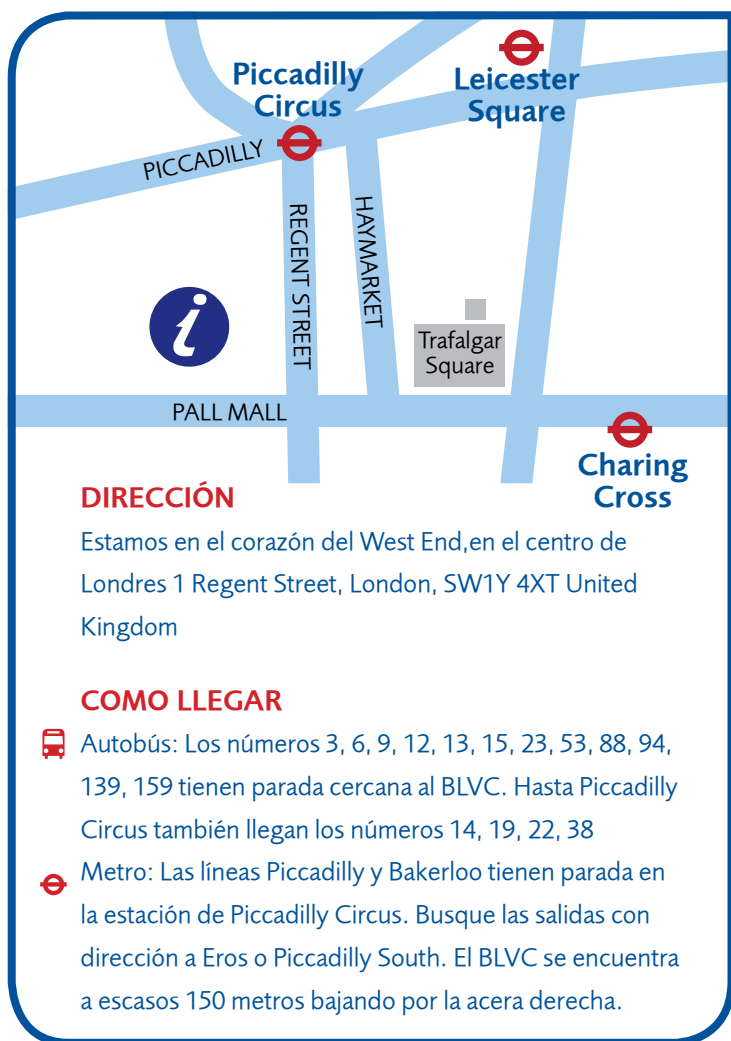 Piccadilly
Circus
Leicester
Square
PICCADILLY
REGENT STREET
HAYMARKET
i
Trafalgar
Square
PALL MALL
Charing
Cross
DIRECCIÓN
Estamos en el corazón del West End,en el centro de
Londres 1 Regent Street, London, SW1Y 4XT United
Kingdom
COMO LLEGAR
Autobús: Los números 3, 6, 9, 12, 13, 15, 23, 53, 88, 94,
139, 159 tienen parada cercana al BLVC. Hasta Piccadilly
Circus también llegan los números 14, 19, 22, 38
Metro: Las líneas Piccadilly y Bakerloo tienen parada en
la estación de Piccadilly Circus. Busque las salidas con
dirección a Eros o Piccadilly South. El BLVC se encuentra
a escasos 150 metros bajando por la acera derecha.